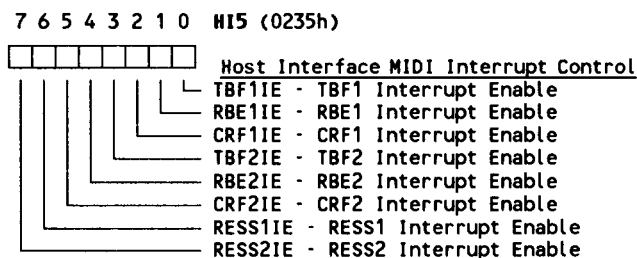 7 6 5 4 3 2 1 0 HI5 (0235h)
Host Interface MIDI Interrupt Control
TBF1IE - TBF1 Interrupt Enable
RBE1IE - RBE1 Interrupt Enable
CRF1IE - CRF1 Interrupt Enable
TBF2IE - TBF2 Interrupt Enable
RBE2IE - RBE2 Interrupt Enable
CRF2IE - CRF2 Interrupt Enable
RESS1IE - RESS1 Interrupt Enable
RESS2IE - RESS2 Interrupt Enable